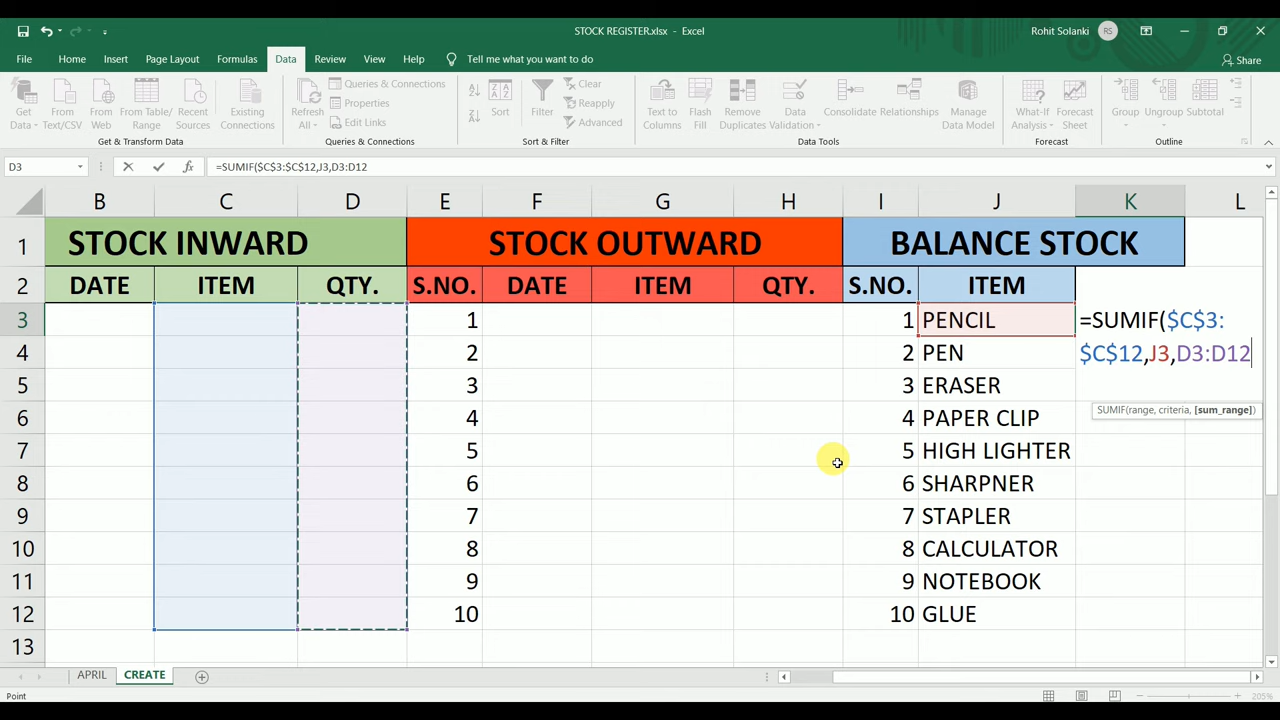 STOCK REGISTER.xlsx - Excel
Rohit Solanki RS
File Home Insert Page Layout Formulas Data Review View Help Tell me what you want to do Share
Get Data
From Text/CSV
From Web
From Table/ Range
Recent Sources
Existing Connections
Get & Transform Data
Refresh All
Queries & Connections
Properties
Edit Links
Queries & Connections
Sort
Filter
Clear
Reapply
Advanced
Sort & Filter
Text to Columns
Flash Fill
Remove Duplicates
Data Validation
Consolidate
Relationships
Manage Data Model
Data Tools
What-If Analysis
Forecast Sheet
Forecast
Group
Ungroup
Subtotal
Outline
D3 fx =SUMIF($C$3:$C$12,J3,D3:D12
B C D E F G H I J K L
1 STOCK INWARD STOCK OUTWARD BALANCE STOCK
2 DATE ITEM QTY. S.NO. DATE ITEM QTY. S.NO. ITEM
3 1 1 PENCIL =SUMIF($C$3:
4 2 2 PEN $C$12,J3,D3:D12
5 3 3 ERASER
SUMIF(range, criteria, [sum_range])
6 4 4 PAPER CLIP
7 5 5 HIGH LIGHTER
8 6 6 SHARPNER
9 7 7 STAPLER
10 8 8 CALCULATOR
11 9 9 NOTEBOOK
12 10 10 GLUE
13
APRIL CREATE
Point 205%